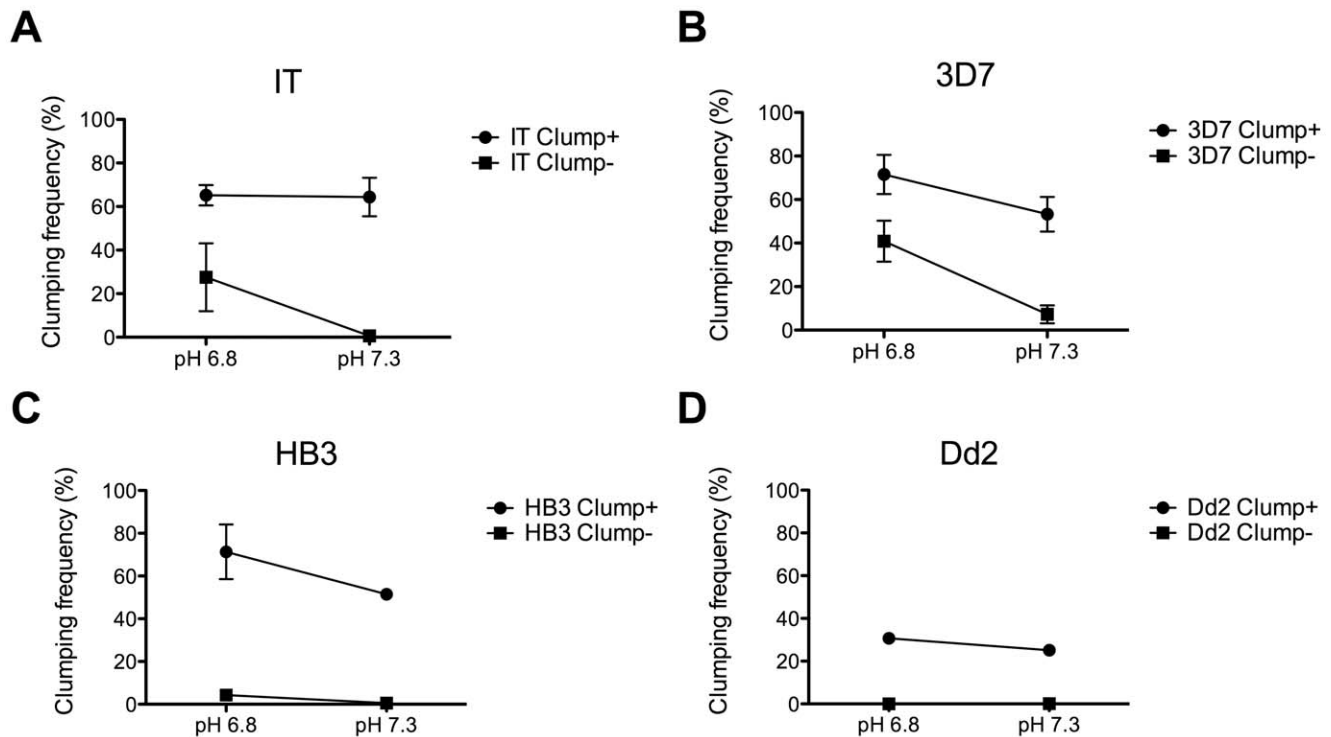 A
IT
Clumping frequency (%)
100
80
60
40
20
0
pH 6.8
pH 7.3
IT Clump+
IT Clump-
B
3D7
Clumping frequency (%)
100
80
60
40
20
0
pH 6.8
pH 7.3
3D7 Clump+
3D7 Clump-
C
HB3
Clumping frequency (%)
100
80
60
40
20
0
pH 6.8
pH 7.3
HB3 Clump+
HB3 Clump-
D
Dd2
Clumping frequency (%)
100
80
60
40
20
0
pH 6.8
pH 7.3
Dd2 Clump+
Dd2 Clump-